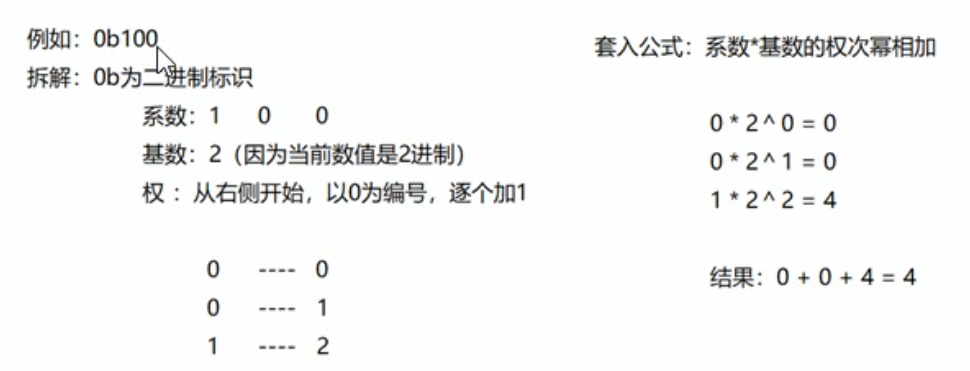 例如：0b100
拆解：0b为二进制标识
系数：1 0 0
基数：2（因为当前数值是2进制）
权 ：从右侧开始，以0为编号，逐个加1
0 ---- 0
0 ---- 1
1 ---- 2
套入公式：系数*基数的权次幂相加
0 * 2 ^ 0 = 0
0 * 2 ^ 1 = 0
1 * 2 ^ 2 = 4
结果：0 + 0 + 4 = 4